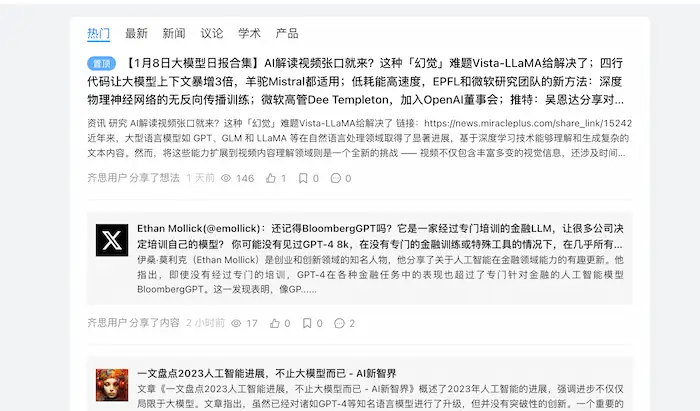 热门 最新 新闻 议论 学术 产品
置顶 【1月8日大模型日报合集】AI解读视频张口就来？这种「幻觉」难题Vista-LLaMA给解决了；四行
代码让大模型上下文暴增3倍，羊驼Mistral都适用；低耗能高速度，EPFL和微软研究团队的新方法：深度
物理神经网络的无反向传播训练；微软高管Dee Templeton，加入OpenAI董事会；推特：吴恩达分享对...
资讯 研究 AI解读视频张口就来？这种「幻觉」难题Vista-LLaMA给解决了 链接：https://news.miracleplus.com/share_link/15242
近年来，大型语言模型如 GPT、GLM 和 LLaMA 等在自然语言处理领域取得了显著进展，基于深度学习技术能够理解和生成复杂的
文本内容。然而，将这些能力扩展到视频内容理解领域则是一个全新的挑战 —— 视频不仅包含丰富多变的视觉信息，还涉及时间...
齐思用户 分享了想法 1 天前 146 1 0 0
Ethan Mollick(@emollick)：还记得BloombergGPT吗？它是一家经过专门培训的金融LLM，让很多公司决
定培训自己的模型？ 你可能没有见过GPT-4 8k，在没有专门的金融训练或特殊工具的情况下，在几乎所有...
伊桑·莫利克（Ethan Mollick）是创业和创新领域的知名人物，他分享了关于人工智能在金融领域能力的有趣更新。他
指出，即使没有经过专门的培训，GPT-4在各种金融任务中的表现也超过了专门针对金融的人工智能模型
BloombergGPT。这一发现表明，像GP......
齐思用户 分享了内容 2 小时前 17 0 0 2
一文盘点2023人工智能进展，不止大模型而已 - AI新智界
文章《一文盘点2023人工智能进展，不止大模型而已 - AI新智界》概述了2023年人工智能的进展，强调进步不仅仅
局限于大模型。文章指出，虽然已经对诸如GPT-4等知名语言模型进行了升级，但并没有突破性的创新。一个重要的